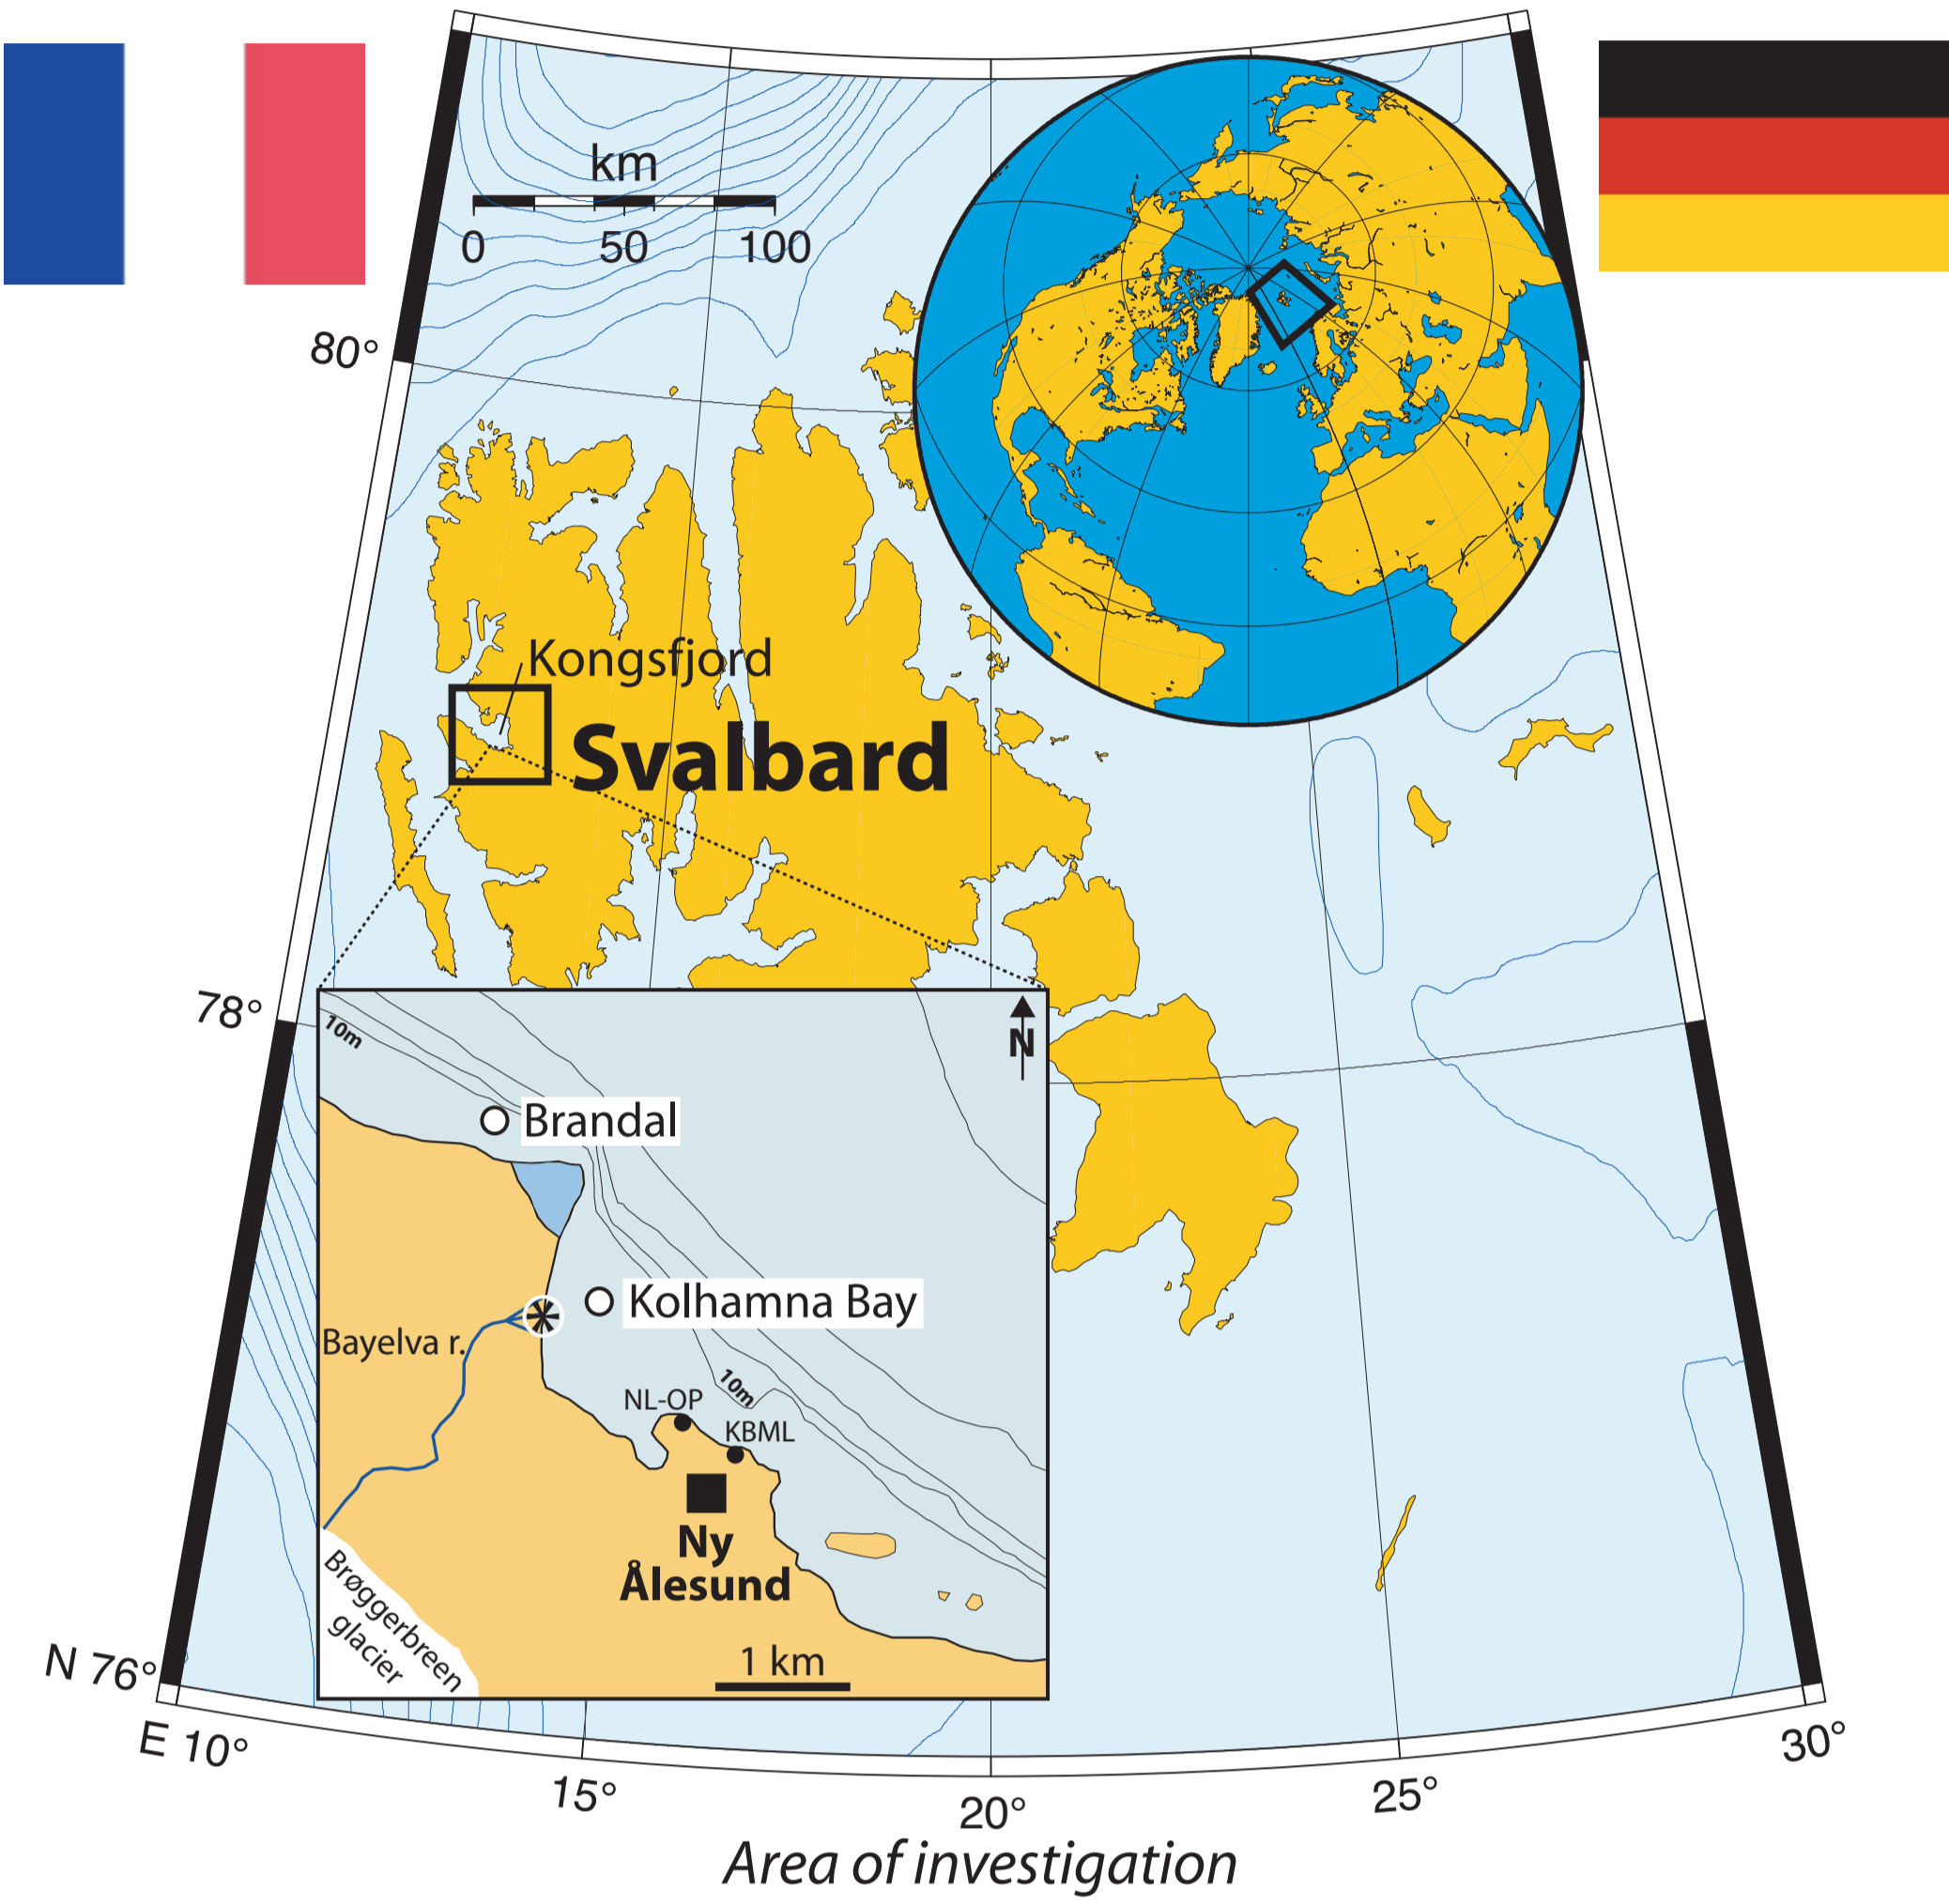 km
0 50 100
80°
Kongsfjord
Svalbard
78°
10m
N
Brandal
Kolhamna Bay
Bayelva r.
10m
NL-OP
KBML
Ny
Ålesund
Brøggerbreen
glacier
1 km
N 76°
E 10°
15°
20°
25°
30°
Area of investigation